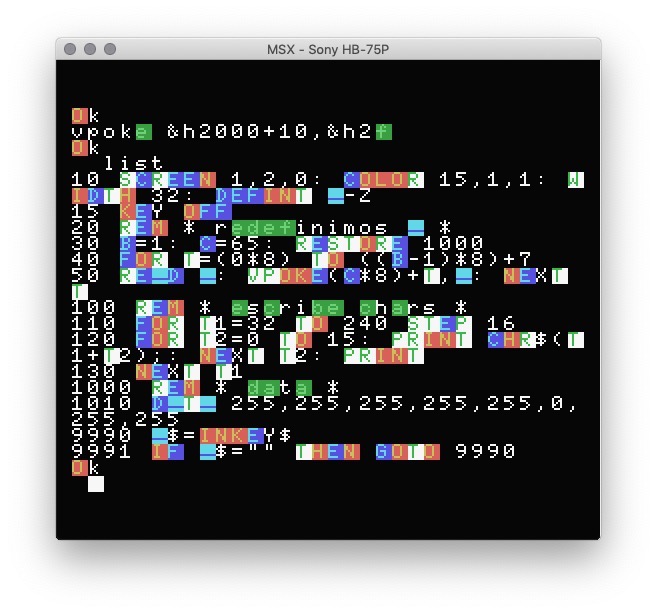 MSX - Sony HB-75P
Ok
vpoke &h2000+10,&h2f
Ok
list
10 SCREEN 1,2,0: COLOR 15,1,1: W
IDTH 32: DEFINT _-Z
15 KEY OFF
20 REM * redefinimos _ *
30 B=1: C=65: RESTORE 1000
40 FOR T=(0*8) TO ((B-1)*8)+7
50 RE_D _: VPOKE(C*8)+T,_: NEXT
T
100 REM * escribe chars *
110 FOR T1=32 TO 240 STEP 16
120 FOR T2=0 TO 15: PRINT CHR$(T
1+T2);: NEXT T2: PRINT
130 NEXT T1
1000 REM * data *
1010 D_T_ 255,255,255,255,255,0,
255,255
9990 _$=INKEY$
9991 IF _$="" THEN GOTO 9990
Ok